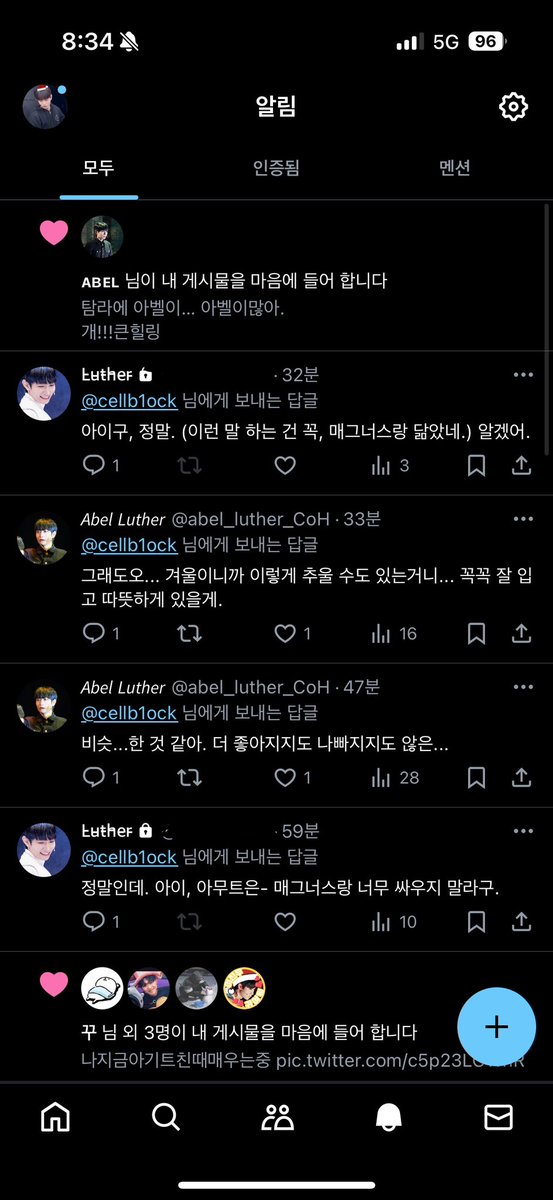 8:34
5G 96
알림
모두 인증됨 멘션
ABEL 님이 내 게시물을 마음에 들어 합니다
탐라에 아벨이... 아벨이많아.
개!!!큰힐링
Ł̶u̶t̶h̶e̶r̶ · 32분
@cellb1ock 님에게 보내는 답글
아이구, 정말. (이런 말 하는 건 꼭, 매그너스랑 닮았네.) 알겠어.
1 3
Abel Luther @abel_luther_CoH · 33분
@cellb1ock 님에게 보내는 답글
그래도오... 겨울이니까 이렇게 추울 수도 있는거니... 꼭꼭 잘 입
고 따뜻하게 있을게.
1 1 16
Abel Luther @abel_luther_CoH · 47분
@cellb1ock 님에게 보내는 답글
비슷...한 것 같아. 더 좋아지지도 나빠지지도 않은...
1 1 28
Ł̶u̶t̶h̶e̶r̶ · 59분
@cellb1ock 님에게 보내는 답글
정말인데. 아이, 아무트은- 매그너스랑 너무 싸우지 말라구.
1 10
꾸 님 외 3명이 내 게시물을 마음에 들어 합니다
나지금아기트친때매우는중